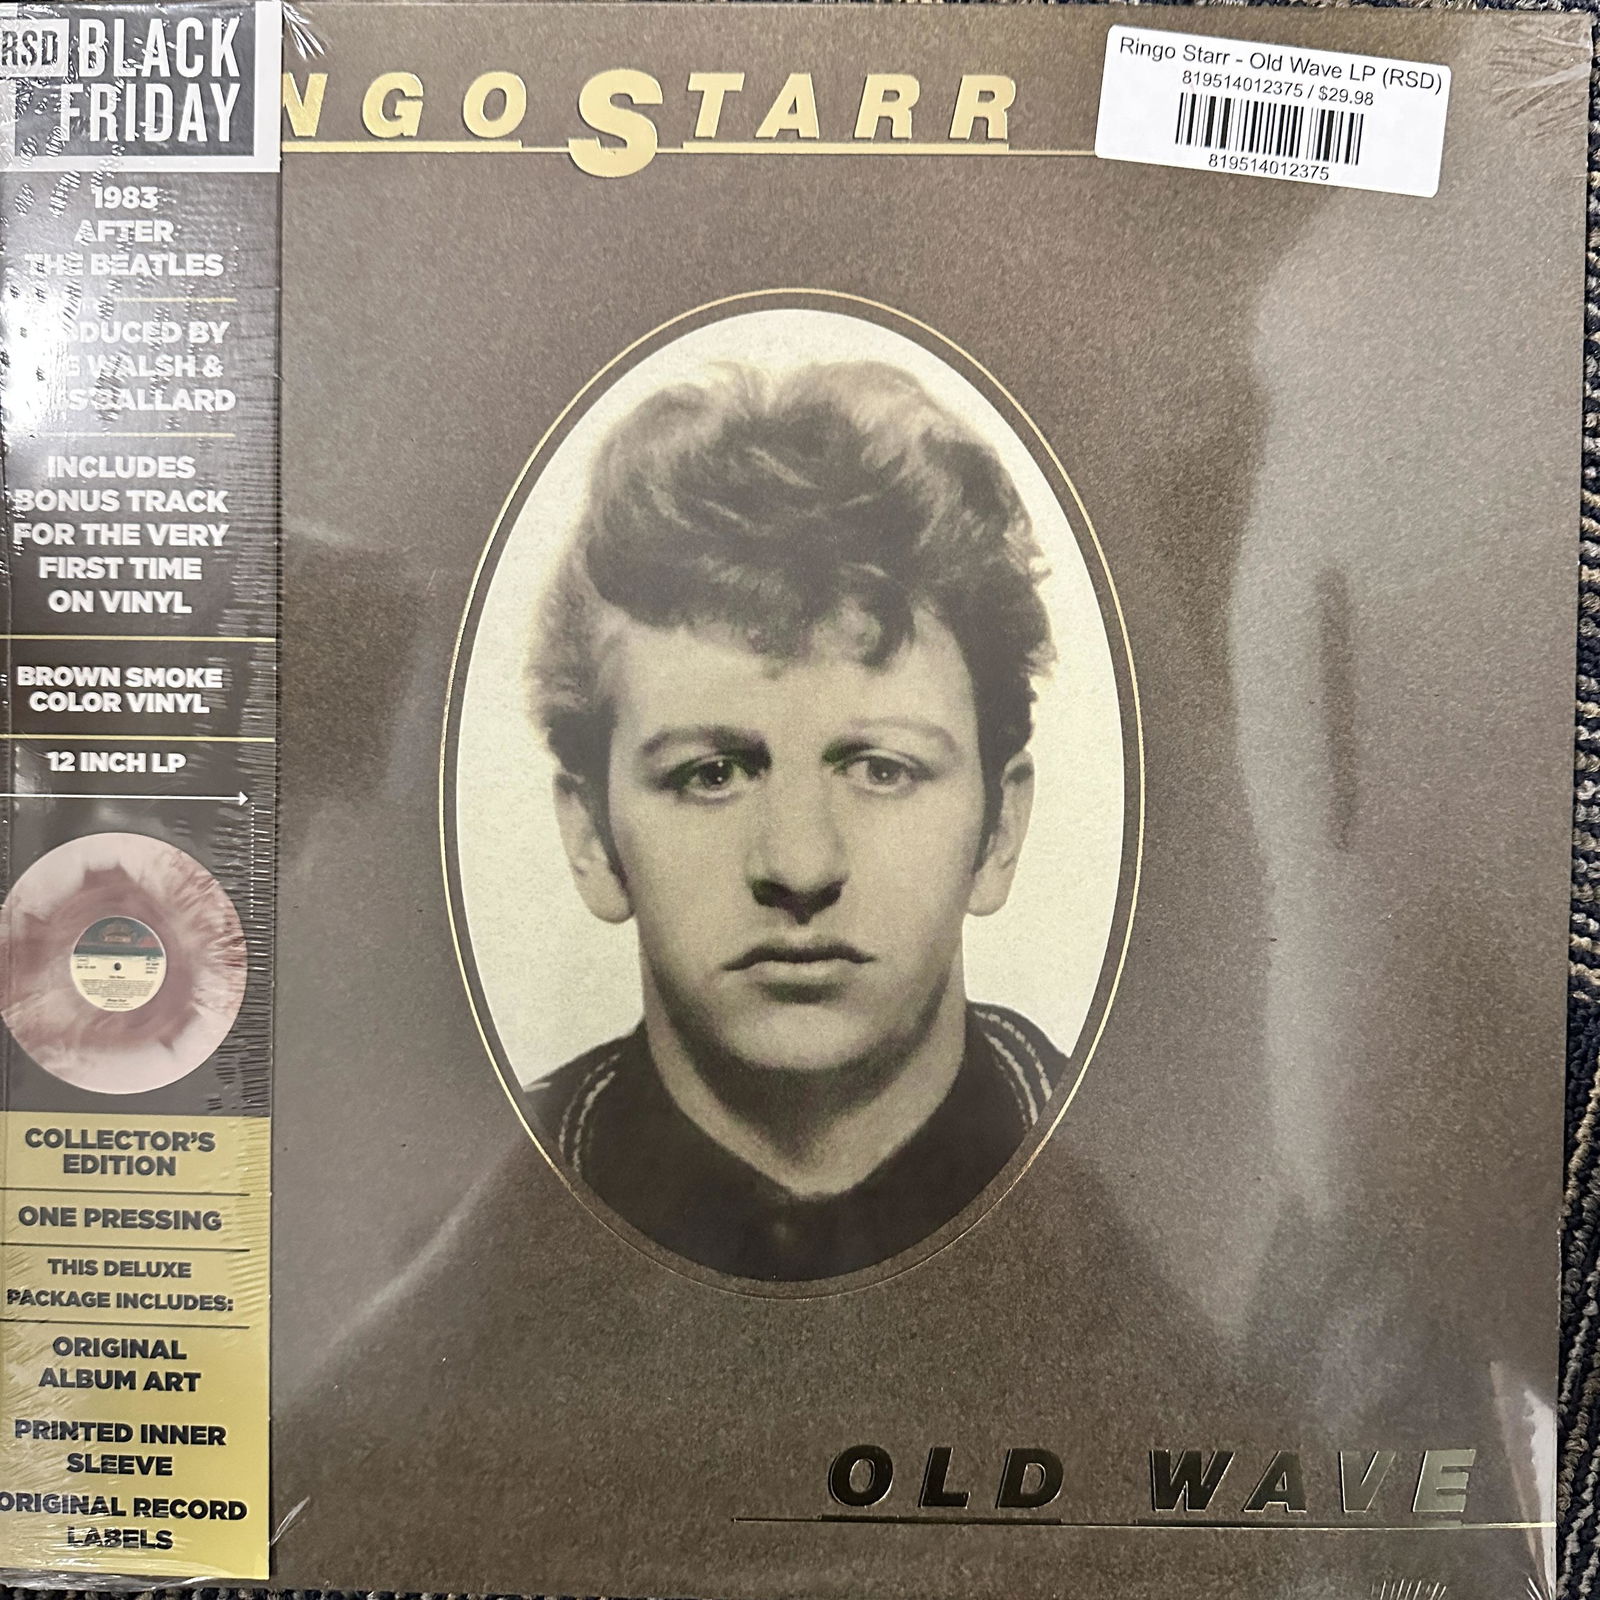 RSD BLACK
FRIDAY
1983
AFTER
THE BEATLES
BY
WALSH &
BALLARD
INCLUDES
BONUS TRACK
FOR THE VERY
FIRST TIME
ON VINYL
BROWN SMOKE
COLOR VINYL
12 INCH LP
COLLECTOR'S
EDITION
ONE PRESSING
THIS DELUXE
PACKAGE INCLUDES:
ORIGINAL
ALBUM ART
PRINTED INNER
SLEEVE
ORIGINAL RECORD
LABELS
NGO STARR
Ringo Starr - Old Wave LP (RSD)
819514012375 / $29.98
819514012375
OLD WAVE